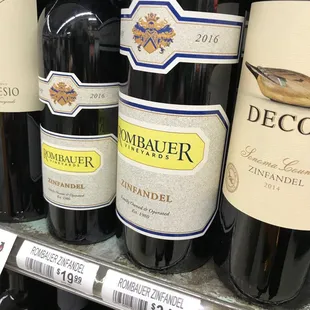 ESIO
2016
ROMBAUER
VINEYARDS
ZINFANDEL
2016
ROMBAUER
VINEYARDS
ZINFANDEL
DECO
Sonoma Coun
ZINFANDEL
2014
ROMBAUER ZINFANDEL
$19.99
ROMBAUER ZINFANDEL